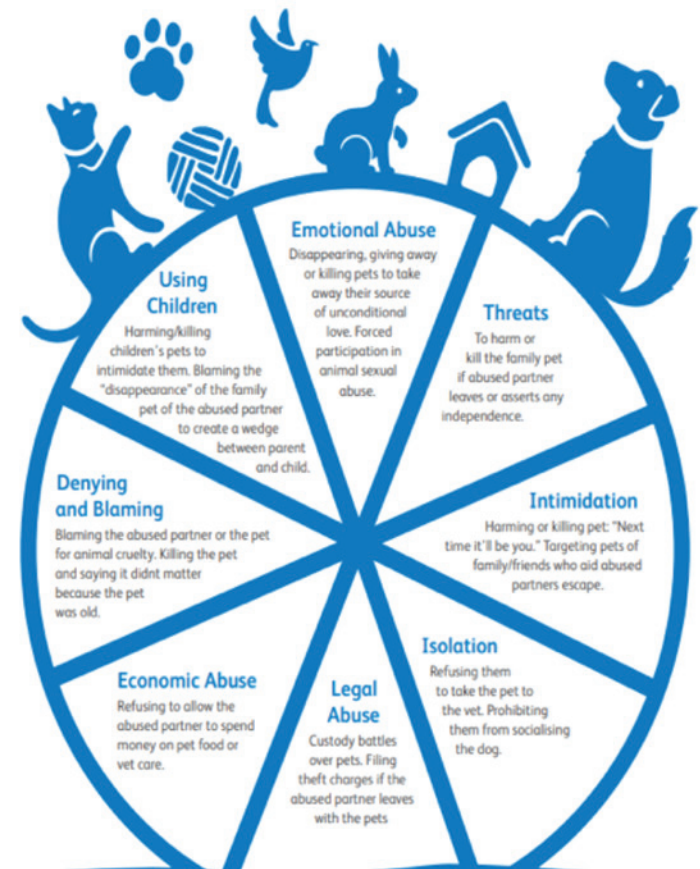 Emotional Abuse
Disappearing, giving away
or killing pets to take
away their source
of unconditional
love. Forced
participation in
animal sexual
abuse.
Threats
To harm or
kill the family pet
if abused partner
leaves or asserts any
independence.
Intimidation
Harming or killing pet: "Next
time it'll be you." Targeting pets of
family/friends who aid abused
partners escape.
Isolation
Refusing them
to take the pet to
the vet. Prohibiting
them from socialising
the dog.
Legal
Abuse
Custody battles
over pets. Filing
theft charges if the
abused partner leaves
with the pets
Economic Abuse
Refusing to allow the
abused partner to spend
money on pet food or
vet care.
Denying
and Blaming
Blaming the abused partner or the pet
for animal cruelty. Killing the pet
and saying it didnt matter
because the pet
was old.
Using
Children
Harming/killing
children's pets to
intimidate them. Blaming the
"disappearance" of the family
pet of the abused partner
to create a wedge
between parent
and child.